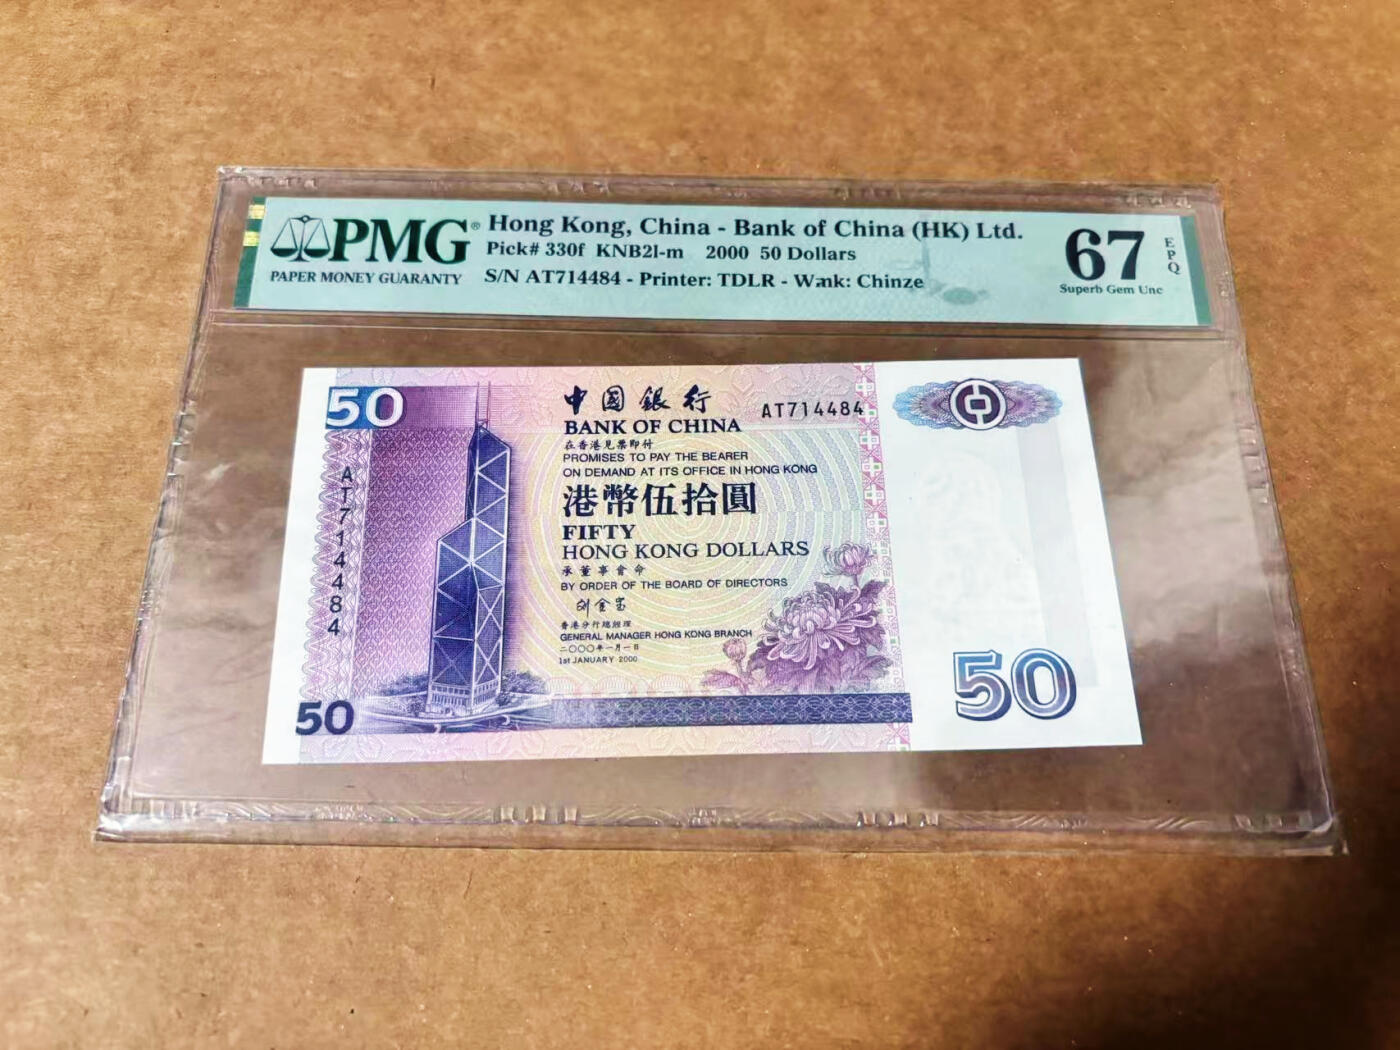 PMG®
PAPER MONEY GUARANTY
Hong Kong, China - Bank of China (HK) Ltd.
Pick# 330f KNB2l-m 2000 50 Dollars
S/N AT714484 - Printer: TDLR - Wmk: Chinze
67
EPQ
Superb Gem Unc
50
中國銀行
AT714484
BANK OF CHINA
在香港見票即付
PROMISES TO PAY THE BEARER
ON DEMAND AT ITS OFFICE IN HONG KONG
AT714484
港幣伍拾圓
FIFTY
HONG KONG DOLLARS
承董事會命
BY ORDER OF THE BOARD OF DIRECTORS
香港分行總經理
GENERAL MANAGER HONG KONG BRANCH
二〇〇〇年一月一日
1st JANUARY 2000
50
50